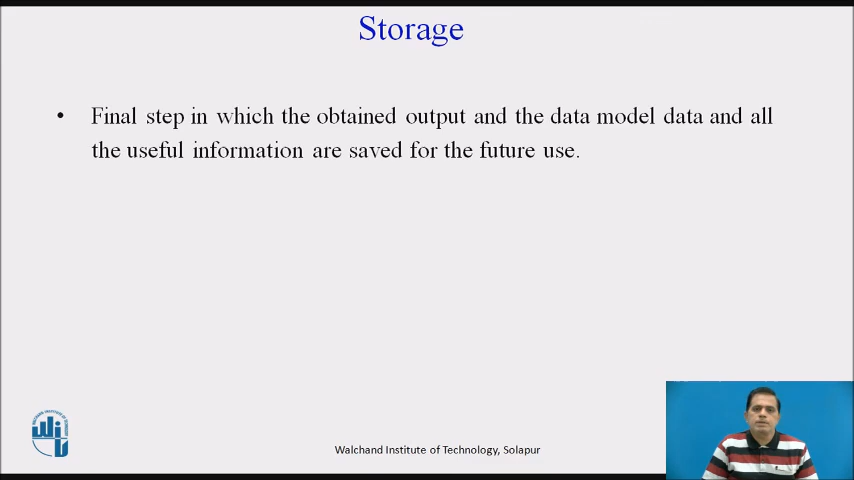 Storage
• Final step in which the obtained output and the data model data and all
the useful information are saved for the future use.
Walchand Institute of Technology, Solapur